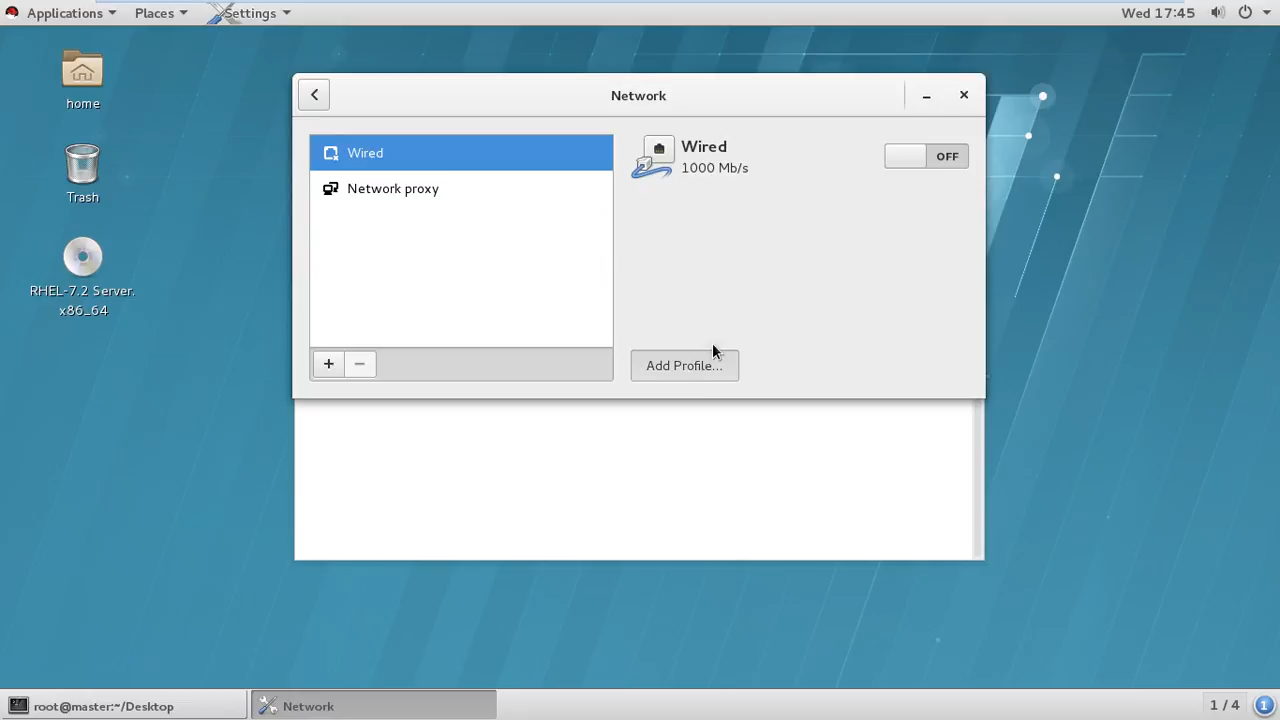 Applications Places Settings Wed 17:45
home
Trash
RHEL-7.2 Server.
x86_64
Network
Wired
Network proxy
Wired
1000 Mb/s
OFF
+ −
Add Profile...
root@master:~/Desktop Network 1 / 4 1